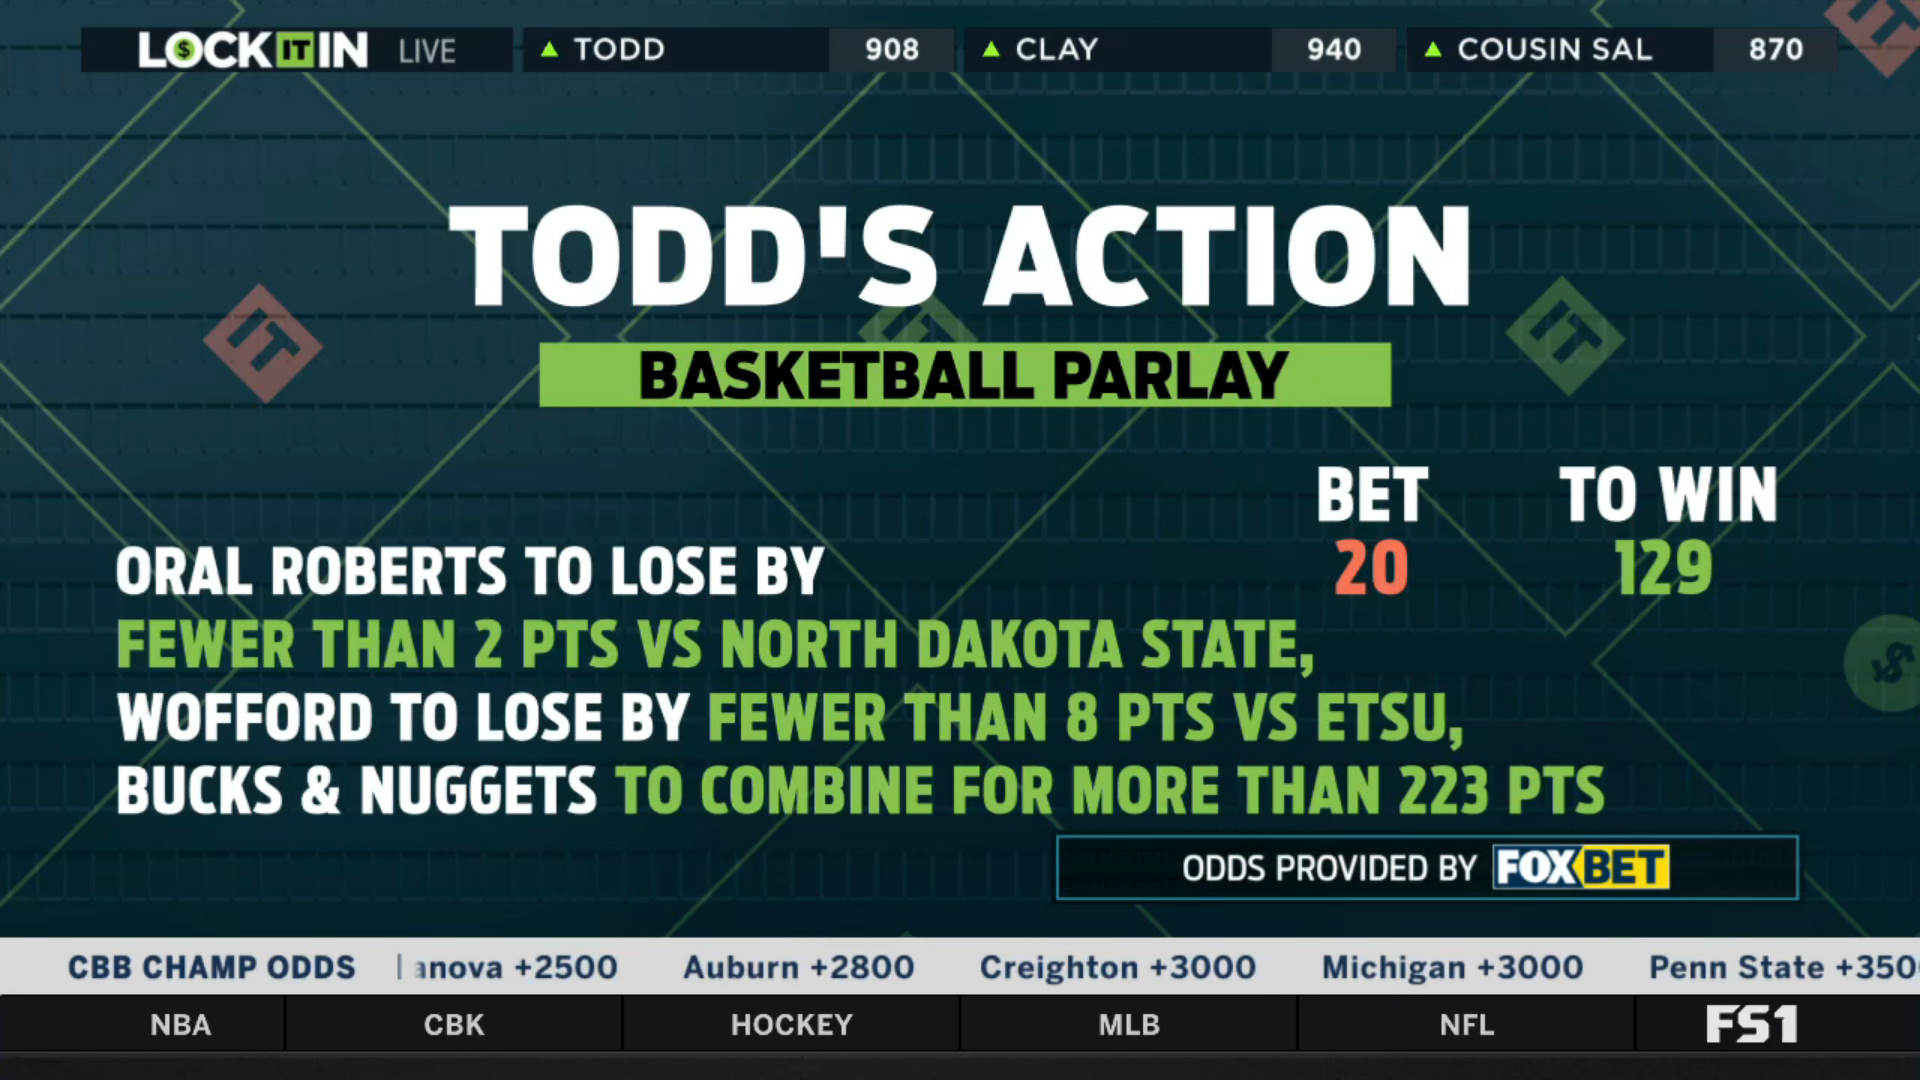 LOCK IT IN LIVE TODD 908 CLAY 940 COUSIN SAL 870
TODD'S ACTION
BASKETBALL PARLAY
BET TO WIN
20 129
ORAL ROBERTS TO LOSE BY
FEWER THAN 2 PTS VS NORTH DAKOTA STATE,
WOFFORD TO LOSE BY FEWER THAN 8 PTS VS ETSU,
BUCKS & NUGGETS TO COMBINE FOR MORE THAN 223 PTS
ODDS PROVIDED BY FOX BET
CBB CHAMP ODDS | anova +2500 Auburn +2800 Creighton +3000 Michigan +3000 Penn State +350
NBA CBK HOCKEY MLB NFL FS1
IT
IT
IT
IT